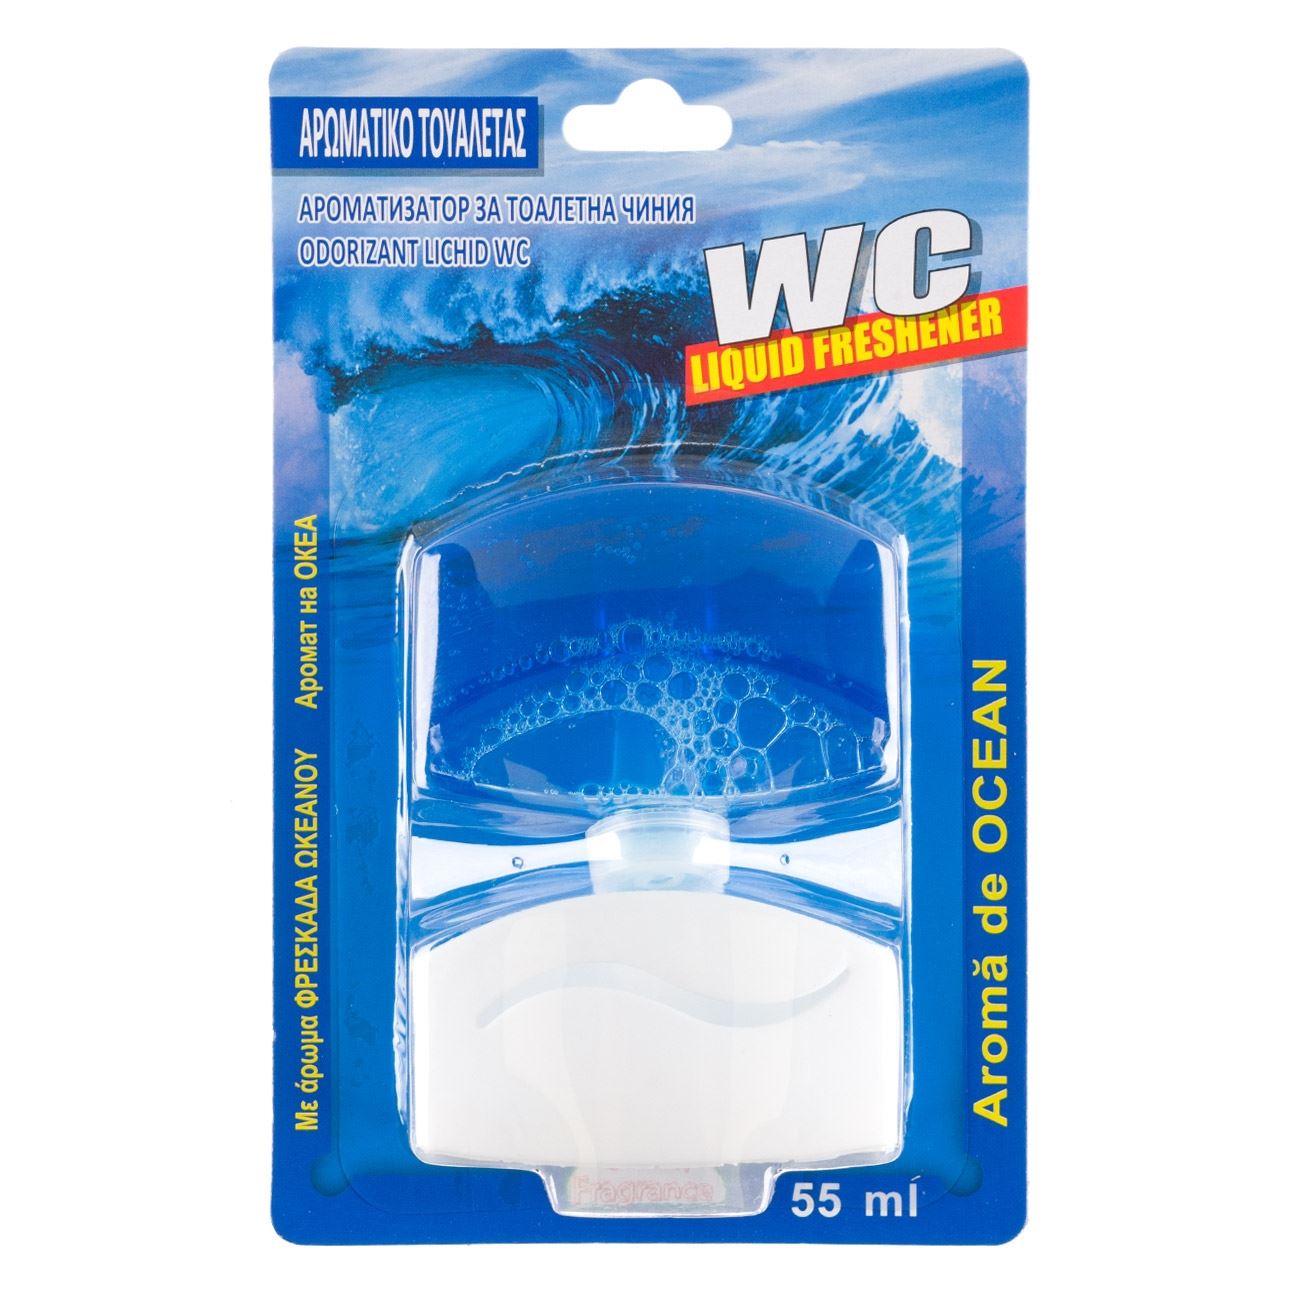 ΑΡΩΜΑΤΙΚΟ ΤΟΥΑΛΕΤΑΣ
АРОМАТИЗАТОР ЗА ТОАЛЕТНА ЧИНИЯ
ODORIZANT LICHID WC
WC
LIQUID FRESHENER
Με άρωμα ΦΡΕΣΚΑΔΑ ΩΚΕΑΝΟΥ Аромат на ОКЕА
Aromă de OCEAN
Fragrance
55 ml